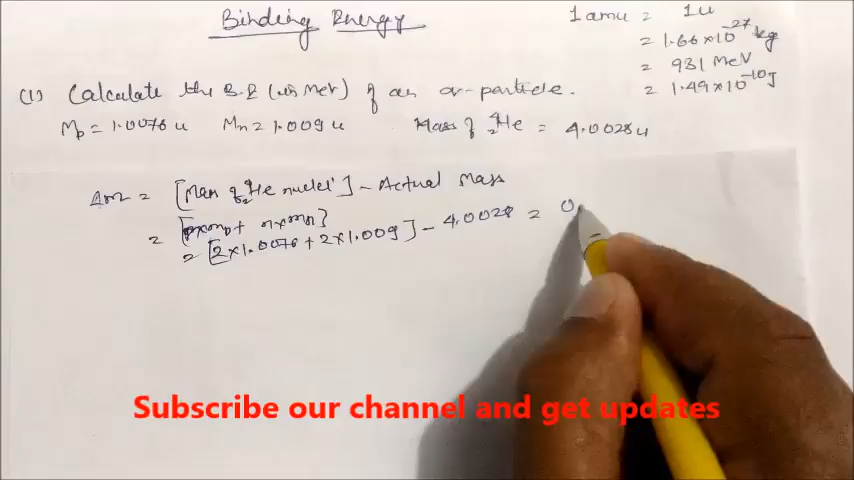 Binding Energy
1 amu = 1u
= 1.66×10⁻²⁷ kg
= 931 MeV
= 1.49×10⁻¹⁰ J
(1) Calculate the B.E (in MeV) of an α-particle.
Mp = 1.0076 u Mn = 1.009 u Mass of ⁴₂He = 4.0028 u
Δm = [Mass of ⁴₂He nuclei] - Actual Mass
= [p×mp + n×mn]
= [2×1.0076 + 2×1.009] - 4.0028 = 0.
Subscribe our channel and get updates